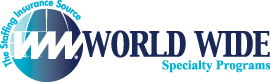 The Staffing Insurance Source
WW® WORLD WIDE
Specialty Programs